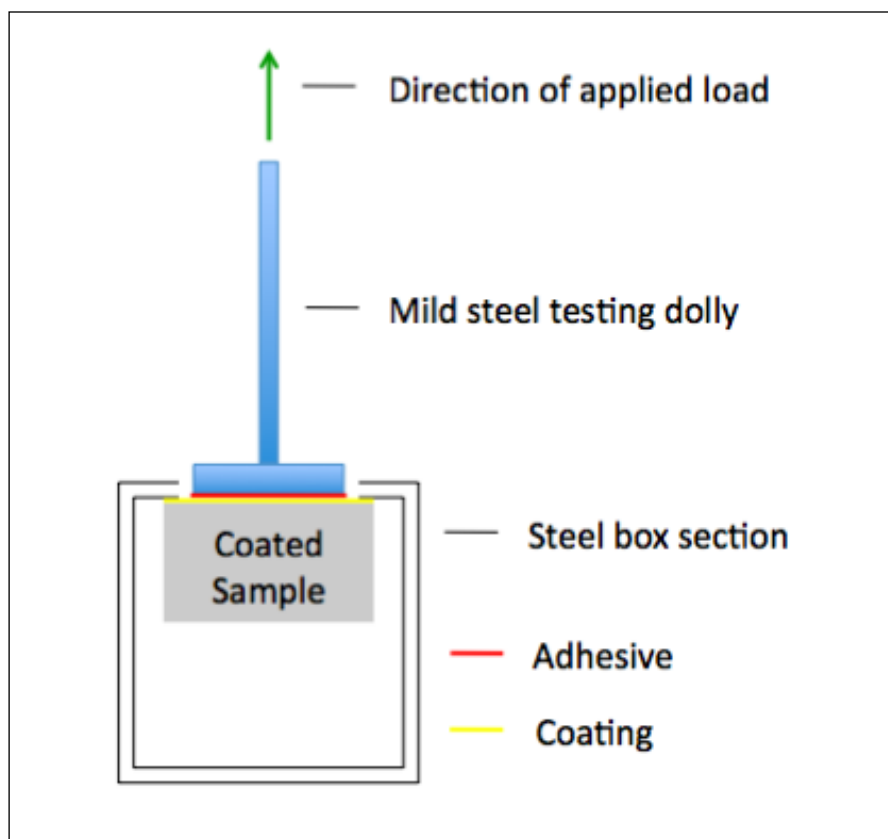 Direction of applied load
Mild steel testing dolly
Coated
Sample
Steel box section
Adhesive
Coating